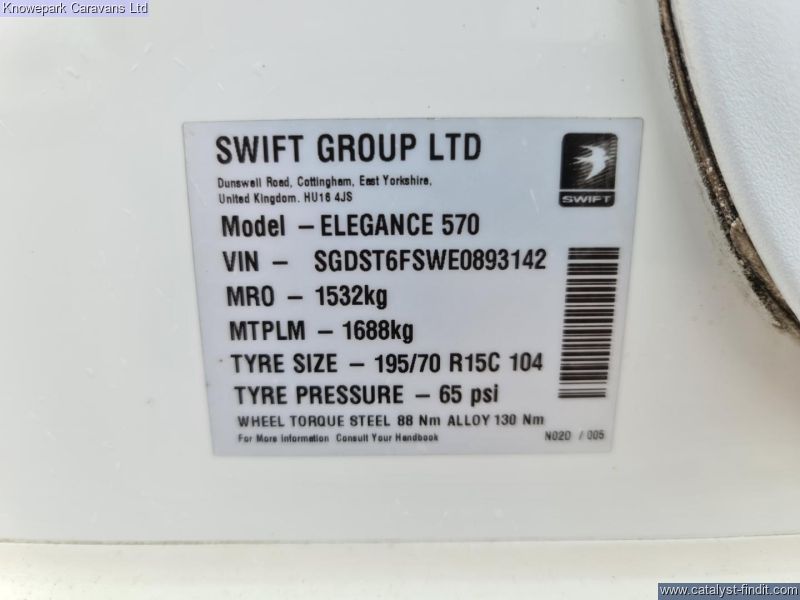 Knowepark Caravans Ltd
SWIFT GROUP LTD
Dunswell Road, Cottingham, East Yorkshire,
United Kingdom. HU16 4JS
SWIFT
Model – ELEGANCE 570
VIN – SGDST6FSWE0893142
MRO – 1532kg
MTPLM – 1688kg
TYRE SIZE – 195/70 R15C 104
TYRE PRESSURE – 65 psi
WHEEL TORQUE STEEL 88 Nm ALLOY 130 Nm
For More Information Consult Your Handbook
N020 / 005
www.catalyst-findit.com